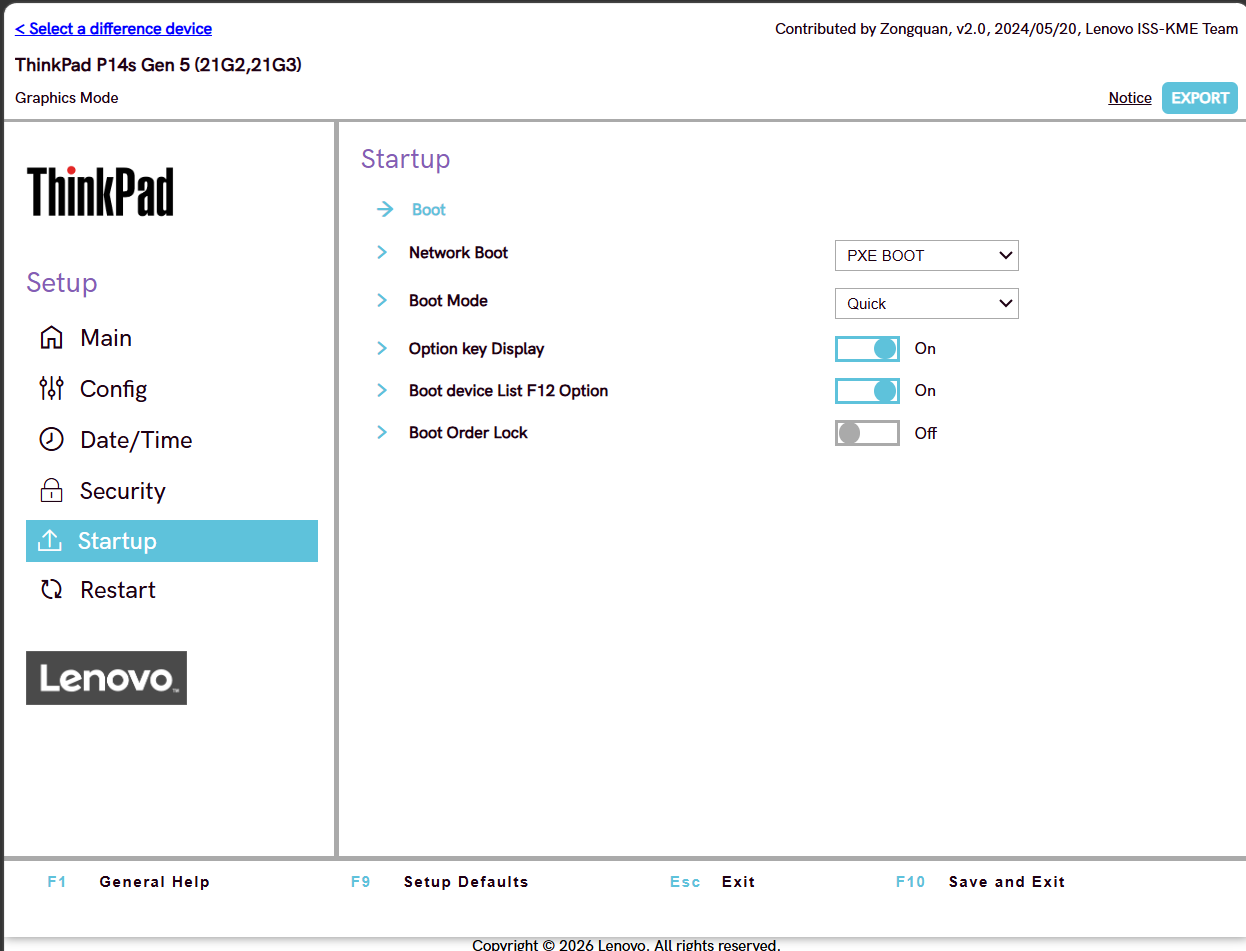 < Select a difference device
Contributed by Zongquan, v2.0, 2024/05/20, Lenovo ISS-KME Team
ThinkPad P14s Gen 5 (21G2,21G3)
Graphics Mode
Notice
EXPORT
ThinkPad
Setup
Main
Config
Date/Time
Security
Startup
Restart
Lenovo™
Startup
Boot
Network Boot PXE BOOT
Boot Mode Quick
Option key Display On
Boot device List F12 Option On
Boot Order Lock Off
F1 General Help F9 Setup Defaults Esc Exit F10 Save and Exit
Copyright © 2026 Lenovo. All rights reserved.